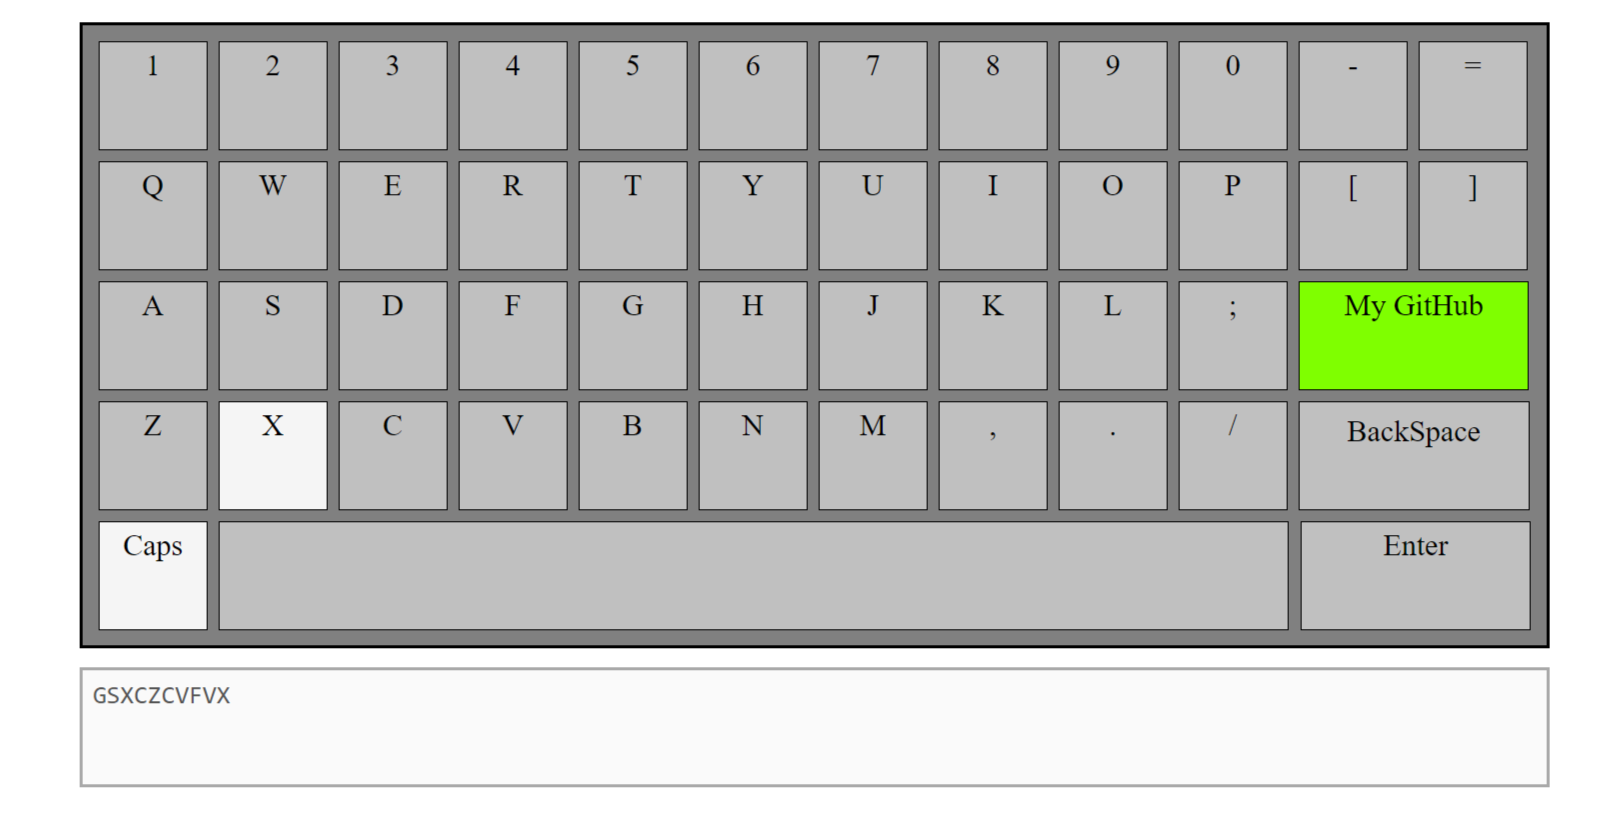 1 2 3 4 5 6 7 8 9 0 - =
Q W E R T Y U I O P [ ]
A S D F G H J K L ; My GitHub
Z X C V B N M , . / BackSpace
Caps Enter
GSXCZCVFVX